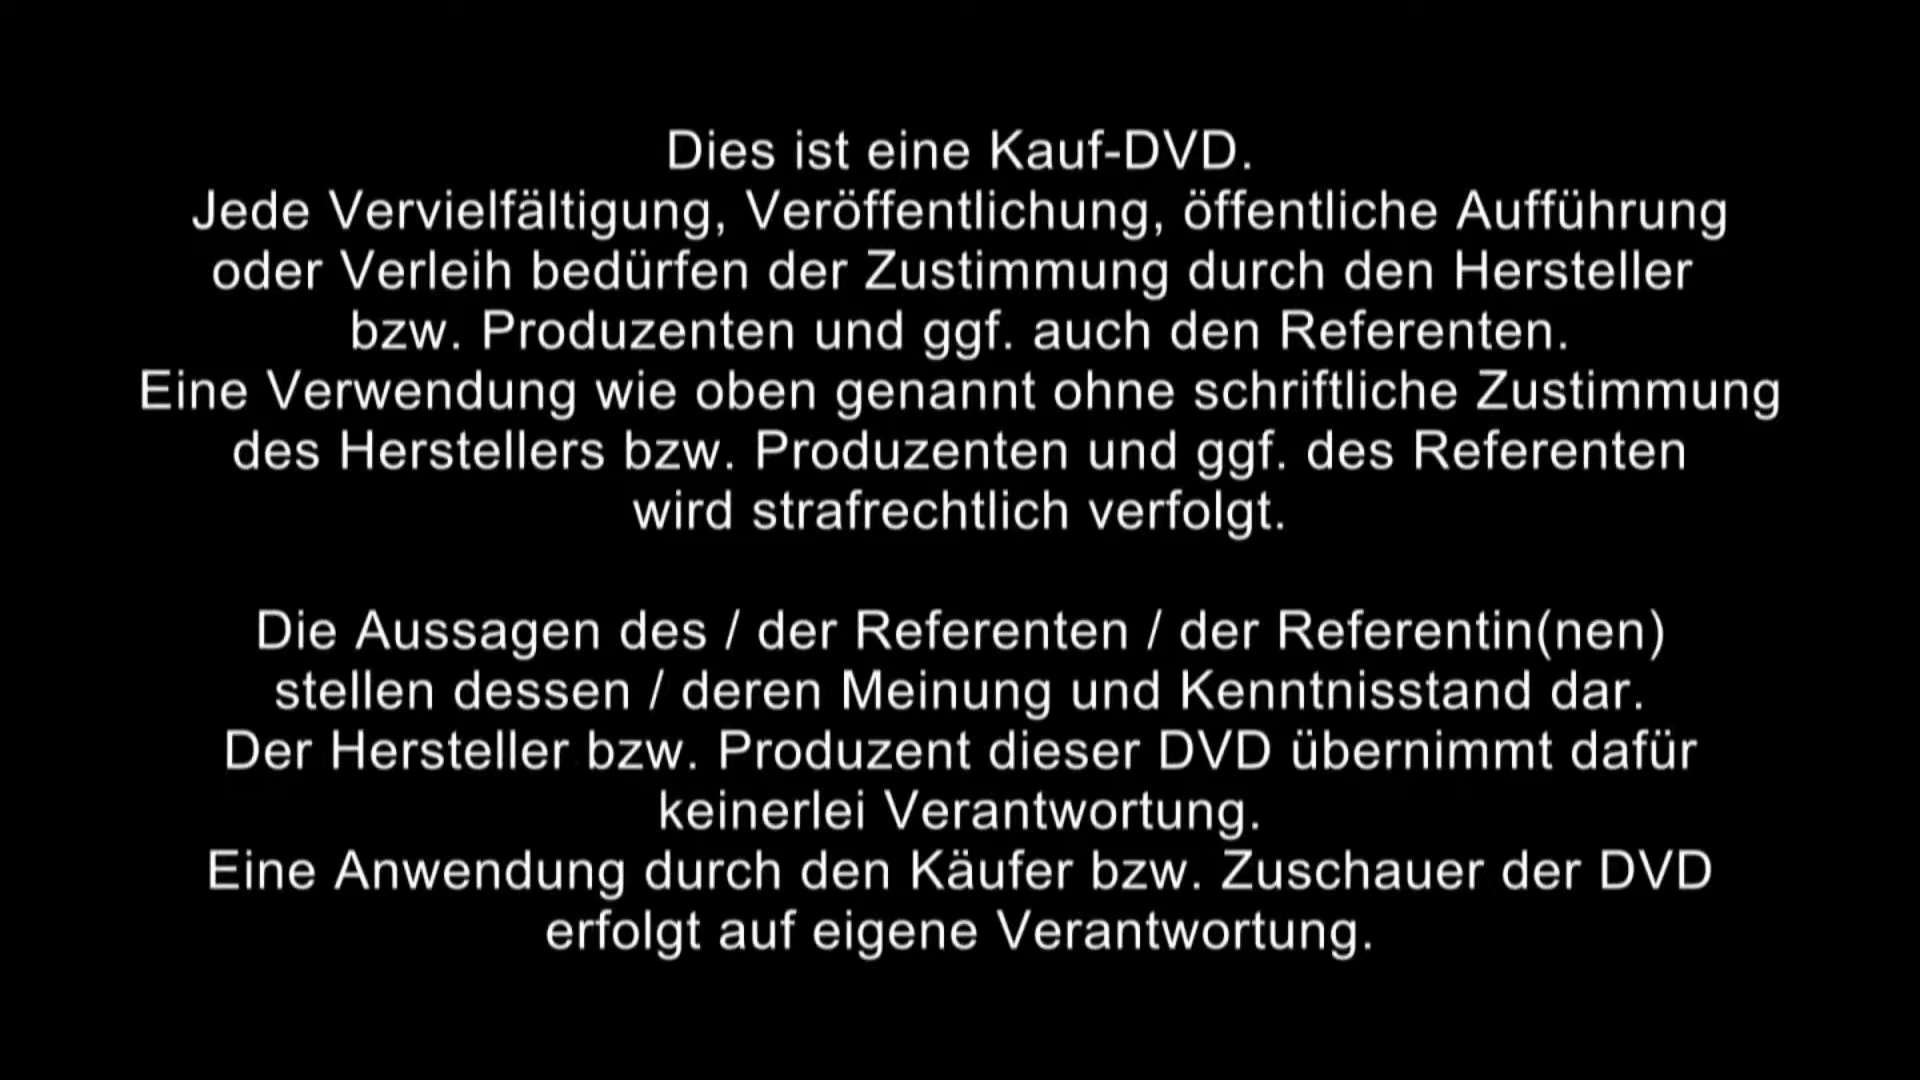 Dies ist eine Kauf-DVD.
Jede Vervielfältigung, Veröffentlichung, öffentliche Aufführung
oder Verleih bedürfen der Zustimmung durch den Hersteller
bzw. Produzenten und ggf. auch den Referenten.
Eine Verwendung wie oben genannt ohne schriftliche Zustimmung
des Herstellers bzw. Produzenten und ggf. des Referenten
wird strafrechtlich verfolgt.
Die Aussagen des / der Referenten / der Referentin(nen)
stellen dessen / deren Meinung und Kenntnisstand dar.
Der Hersteller bzw. Produzent dieser DVD übernimmt dafür
keinerlei Verantwortung.
Eine Anwendung durch den Käufer bzw. Zuschauer der DVD
erfolgt auf eigene Verantwortung.